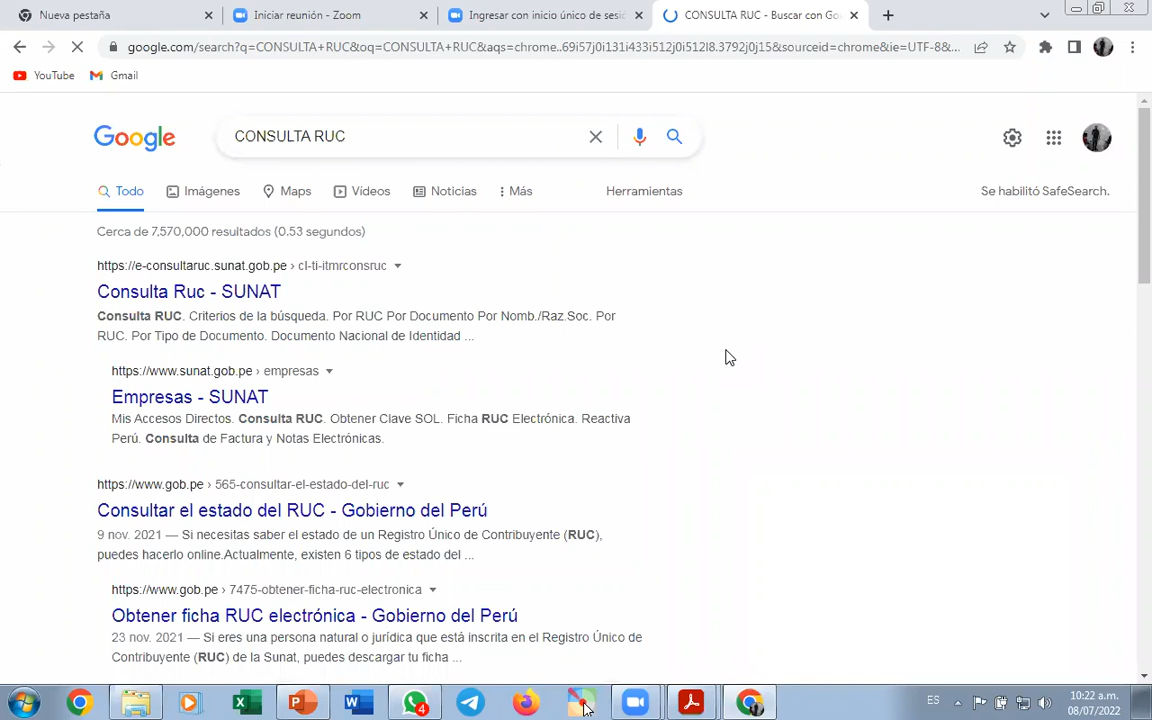 Nueva pestaña
Iniciar reunión - Zoom
Ingresar con inicio único de sesió
CONSULTA RUC - Buscar con Goo
google.com/search?q=CONSULTA+RUC&oq=CONSULTA+RUC&aqs=chrome..69i57j0i131i433i512j0i512l8.3792j0j15&sourceid=chrome&ie=UTF-8&...
YouTube
Gmail
Google
CONSULTA RUC
Todo
Imágenes
Maps
Videos
Noticias
Más
Herramientas
Se habilitó SafeSearch.
Cerca de 7,570,000 resultados (0.53 segundos)
https://e-consultaruc.sunat.gob.pe › cl-ti-itmrconsruc
Consulta Ruc - SUNAT
Consulta RUC. Criterios de la búsqueda. Por RUC Por Documento Por Nomb./Raz.Soc. Por
RUC. Por Tipo de Documento. Documento Nacional de Identidad ...
https://www.sunat.gob.pe › empresas
Empresas - SUNAT
Mis Accesos Directos. Consulta RUC. Obtener Clave SOL. Ficha RUC Electrónica. Reactiva
Perú. Consulta de Factura y Notas Electrónicas.
https://www.gob.pe › 565-consultar-el-estado-del-ruc
Consultar el estado del RUC - Gobierno del Perú
9 nov. 2021 — Si necesitas saber el estado de un Registro Único de Contribuyente (RUC),
puedes hacerlo online.Actualmente, existen 6 tipos de estado del ...
https://www.gob.pe › 7475-obtener-ficha-ruc-electronica
Obtener ficha RUC electrónica - Gobierno del Perú
23 nov. 2021 — Si eres una persona natural o jurídica que está inscrita en el Registro Único de
Contribuyente (RUC) de la Sunat, puedes descargar tu ficha ...
4
ES
10:22 a.m.
08/07/2022